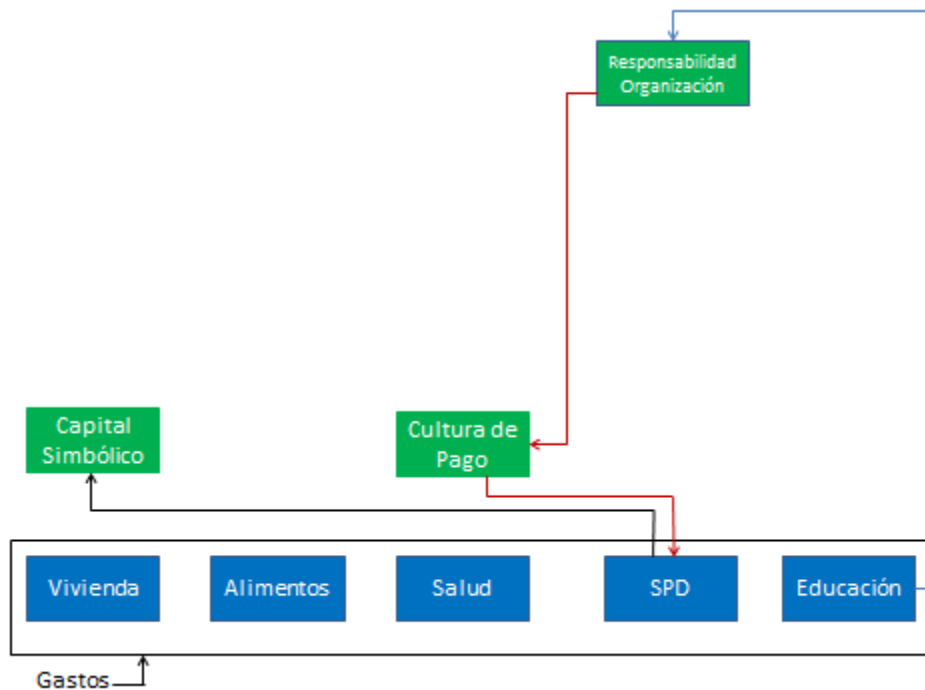 Responsabilidad
Organización
Capital
Simbólico
Cultura de
Pago
Vivienda
Alimentos
Salud
SPD
Educación
Gastos